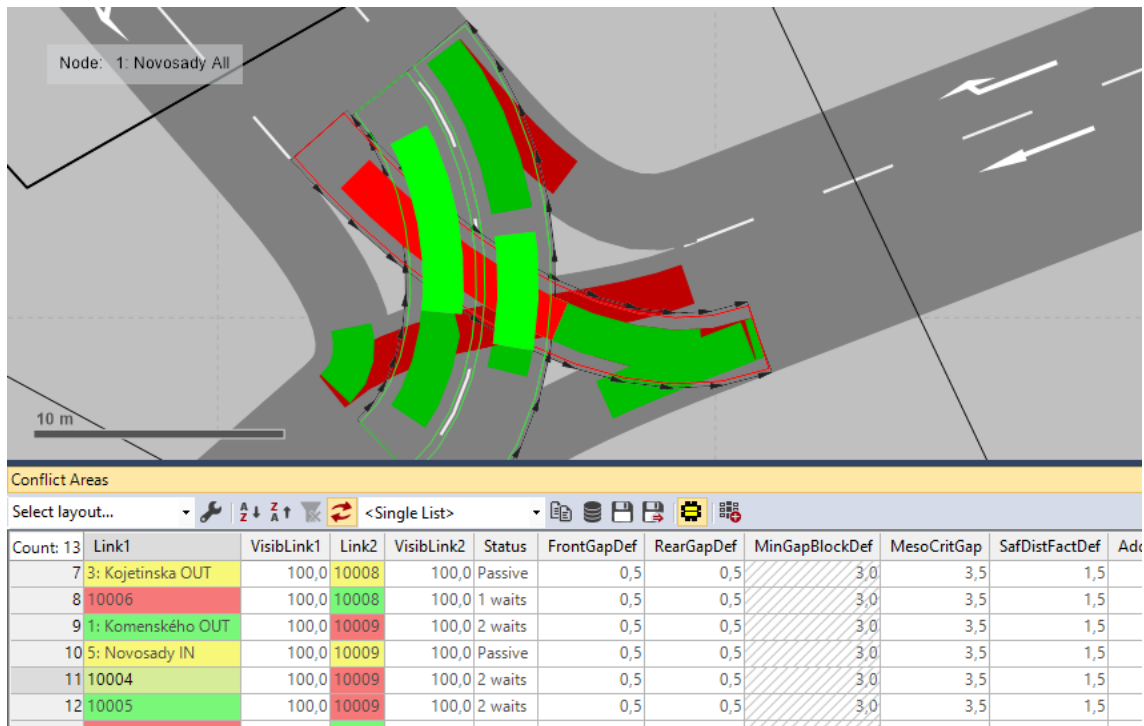 Node: 1: Novosady All
10 m
Conflict Areas
Select layout... <Single List>
Count: 13 Link1 VisibLink1 Link2 VisibLink2 Status FrontGapDef RearGapDef MinGapBlockDef MesoCritGap SafDistFactDef Add
7 3: Kojetinska OUT 100,0 10008 100,0 Passive 0,5 0,5 3,0 3,5 1,5
8 10006 100,0 10008 100,0 1 waits 0,5 0,5 3,0 3,5 1,5
9 1: Komenského OUT 100,0 10009 100,0 2 waits 0,5 0,5 3,0 3,5 1,5
10 5: Novosady IN 100,0 10009 100,0 Passive 0,5 0,5 3,0 3,5 1,5
11 10004 100,0 10009 100,0 2 waits 0,5 0,5 3,0 3,5 1,5
12 10005 100,0 10009 100,0 2 waits 0,5 0,5 3,0 3,5 1,5